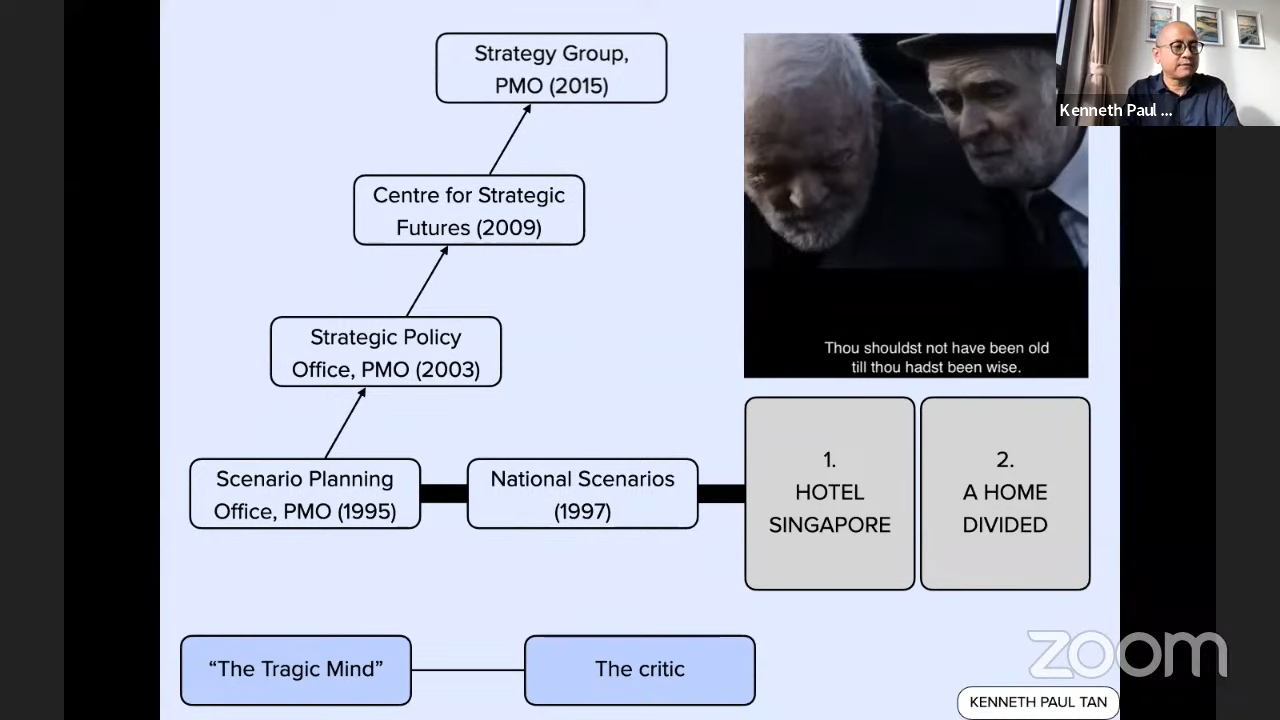 Strategy Group,
PMO (2015)
Kenneth Paul ...
Centre for Strategic
Futures (2009)
Strategic Policy
Office, PMO (2003)
Thou shouldst not have been old
till thou hadst been wise.
Scenario Planning
Office, PMO (1995)
National Scenarios
(1997)
1.
HOTEL
SINGAPORE
2.
A HOME
DIVIDED
“The Tragic Mind”
The critic
zoom
KENNETH PAUL TAN